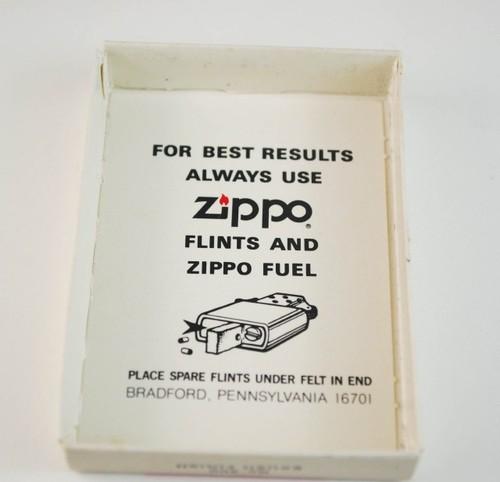 FOR BEST RESULTS
ALWAYS USE
Zippo®
FLINTS AND
ZIPPO FUEL
PLACE SPARE FLINTS UNDER FELT IN END
BRADFORD, PENNSYLVANIA 16701